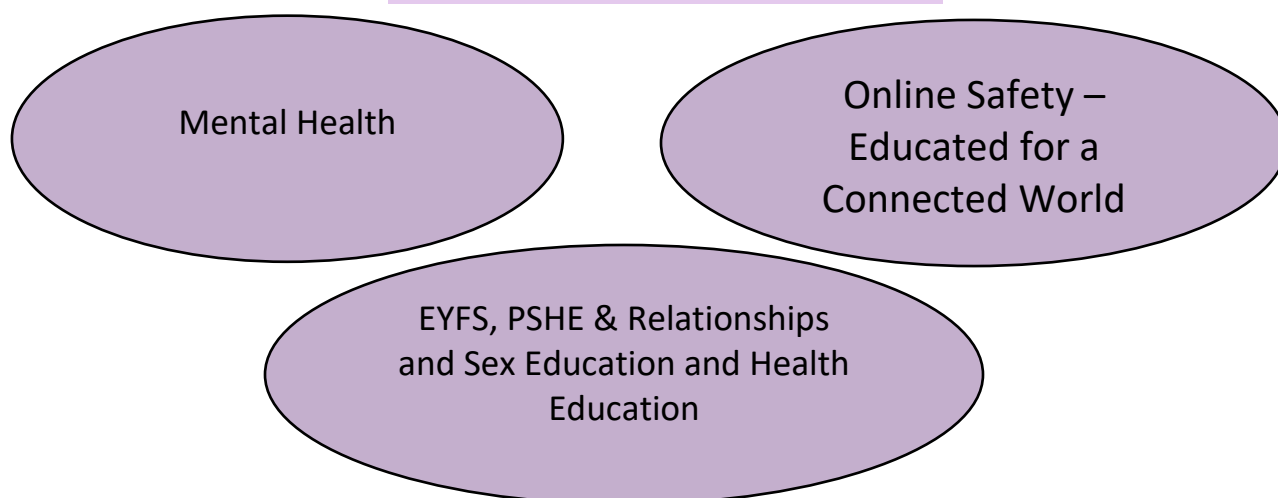 Mental Health
Online Safety –
Educated for a
Connected World
EYFS, PSHE & Relationships
and Sex Education and Health
Education